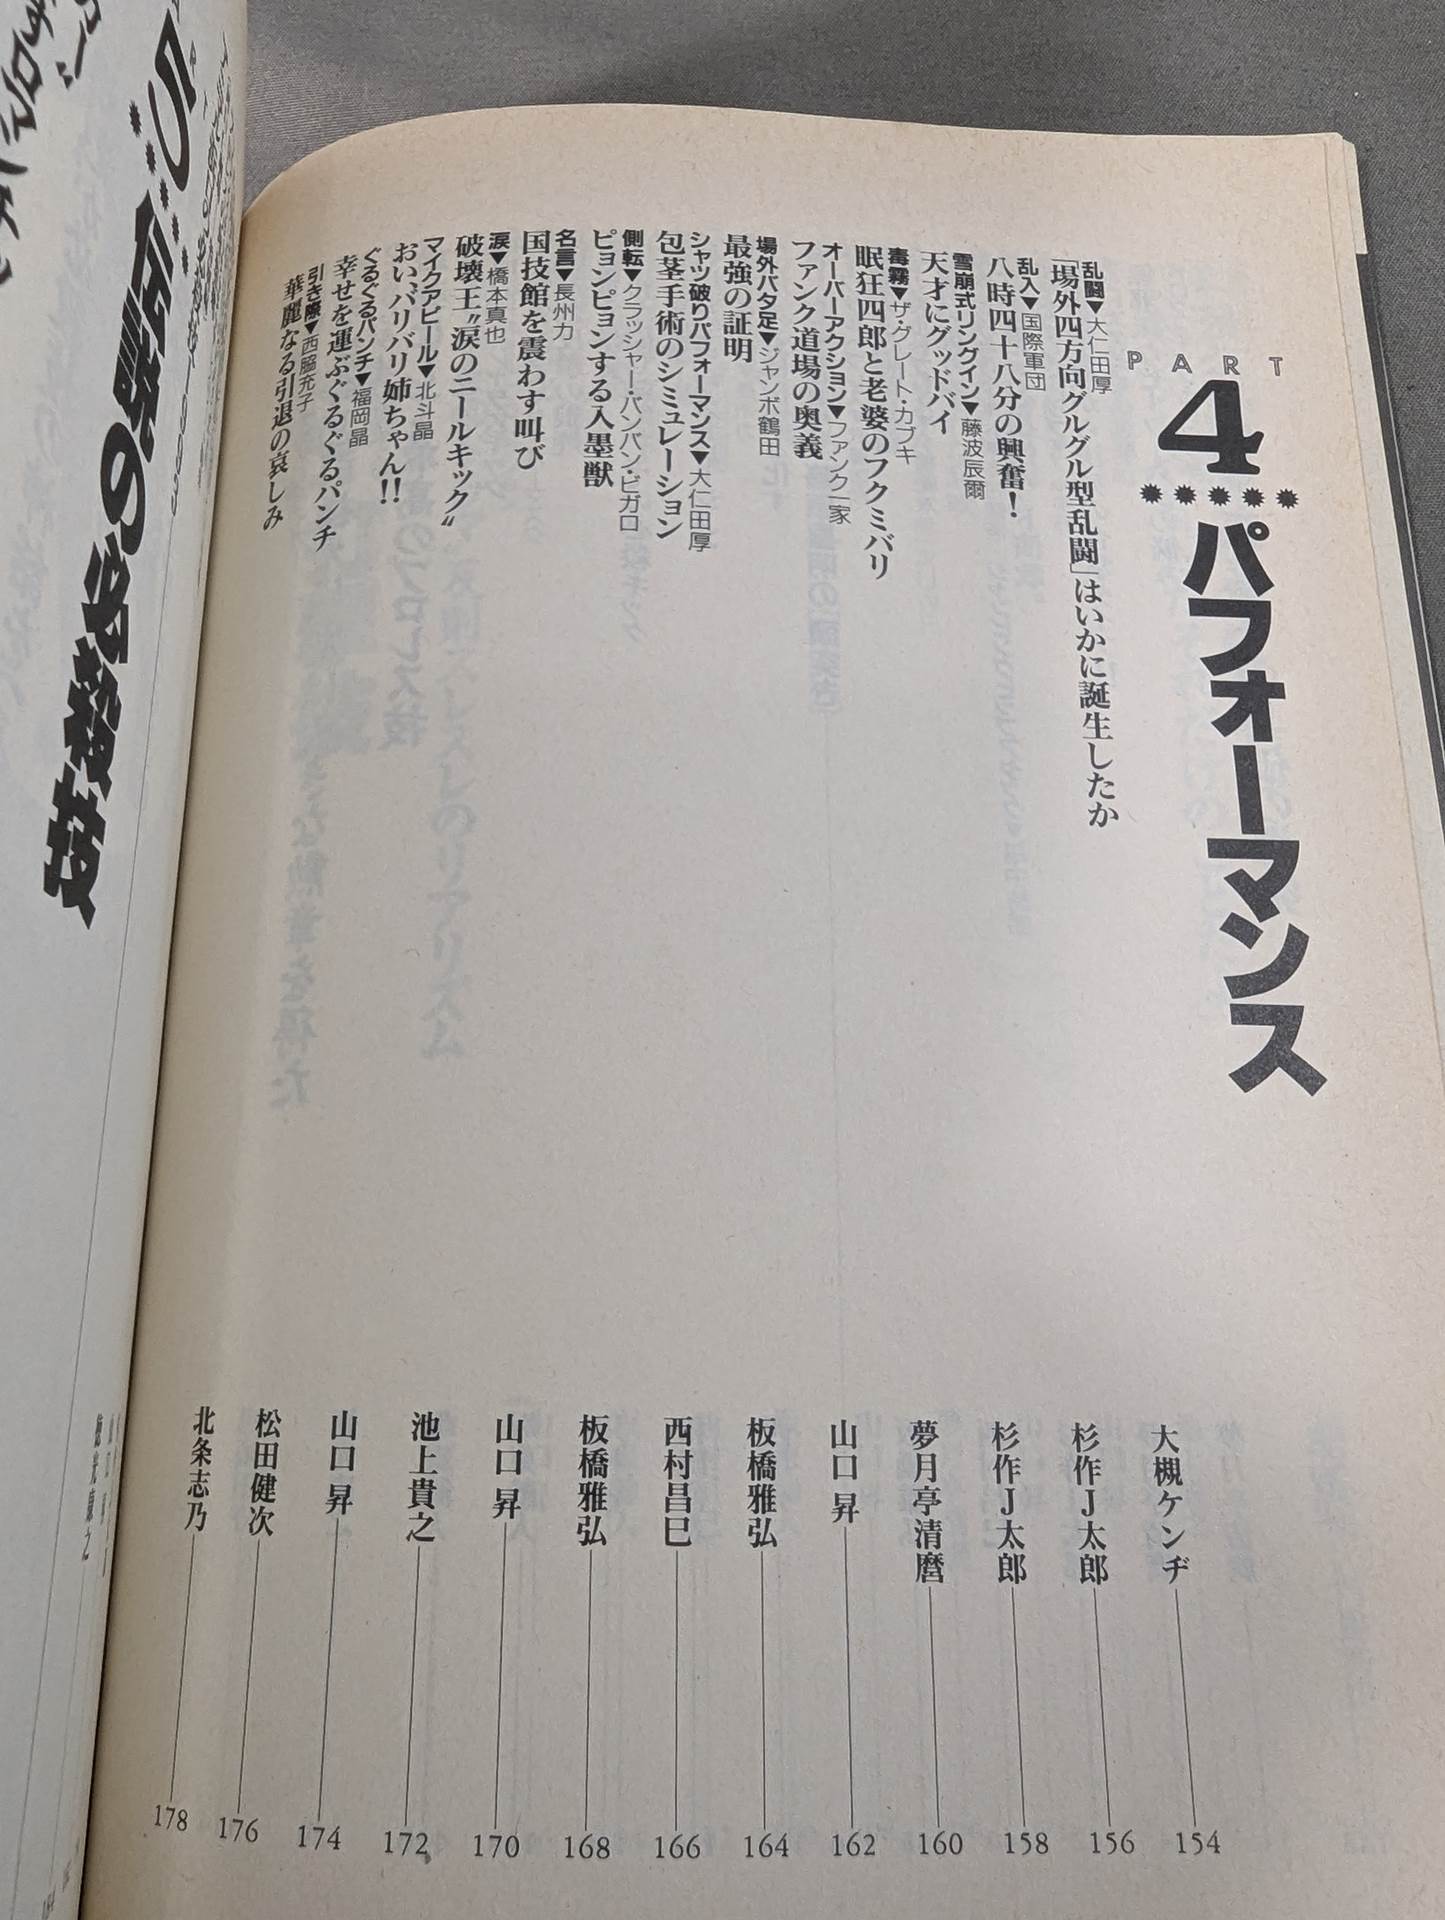 PART
4
パフォーマンス
乱闘▼大仁田厚
「場外四方向グルグル型乱闘」はいかに誕生したか
大槻ケンヂ
154
乱入▼国際軍団
八時四十八分の興奮！
杉作J太郎
156
雪崩式リングイン▼藤波辰爾
天才にグッドバイ
杉作J太郎
158
毒霧▼ザ・グレート・カブキ
眠狂四郎と老婆のフクミバリ
夢月亭清麿
160
オーバーアクション▼ファンク一家
ファンク道場の奥義
山口昇
162
場外バタ足▼ジャンボ鶴田
最強の証明
板橋雅弘
164
シャツ破りパフォーマンス▼大仁田厚
包茎手術のシミュレーション
西村昌巳
166
側転▼クラッシャー・バンバン・ビガロ
ピョンピョンする入墨獣
板橋雅弘
168
名言▼長州力
国技館を震わす叫び
山口昇
170
涙▼橋本真也
破壊王〝涙のニールキック〟
池上貴之
172
マイクアピール▼北斗晶
おい、バリバリ姉ちゃん!!
山口昇
174
ぐるぐるパンチ▼福岡晶
幸せを運ぶぐるぐるパンチ
松田健次
176
引き際▼西脇充子
華麗なる引退の哀しみ
北条志乃
178
5
伝説の必殺技